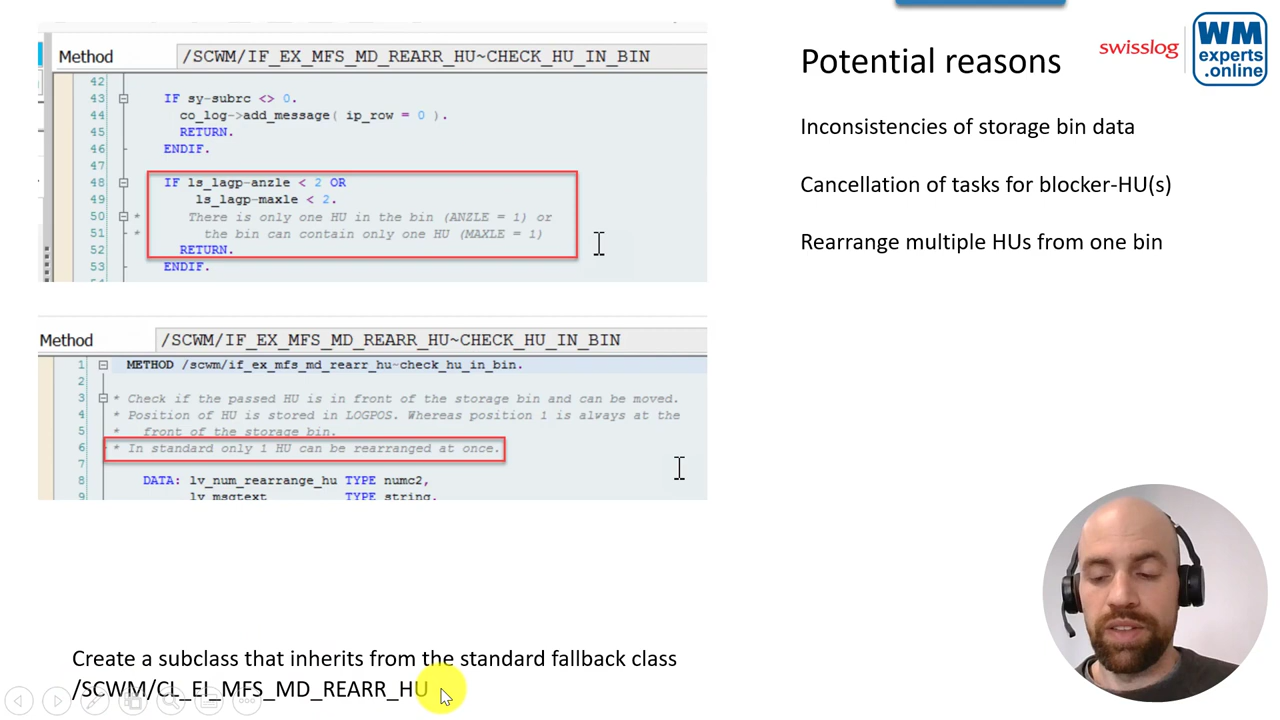 Method /SCWM/IF_EX_MFS_MD_REARR_HU~CHECK_HU_IN_BIN
42
43 IF sy-subrc <> 0.
44 co_log->add_message( ip_row = 0 ).
45 RETURN.
46 ENDIF.
47
48 IF ls_lagp-anzle < 2 OR
49 ls_lagp-maxle < 2.
50 * There is only one HU in the bin (ANZLE = 1) or
51 * the bin can contain only one HU (MAXLE = 1)
52 RETURN.
53 ENDIF.
Method /SCWM/IF_EX_MFS_MD_REARR_HU~CHECK_HU_IN_BIN
1 METHOD /scwm/if_ex_mfs_md_rearr_hu~check_hu_in_bin.
2
3 * Check if the passed HU is in front of the storage bin and can be moved.
4 * Position of HU is stored in LOGPOS. Whereas position 1 is always at the
5 * front of the storage bin.
6 * In standard only 1 HU can be rearranged at once.
7
8 DATA: lv_num_rearrange_hu TYPE numc2,
9 lv_msgtext TYPE string,
Create a subclass that inherits from the standard fallback class
/SCWM/CL_EI_MFS_MD_REARR_HU
Potential reasons
swisslog
WM
experts
.online
Inconsistencies of storage bin data
Cancellation of tasks for blocker-HU(s)
Rearrange multiple HUs from one bin